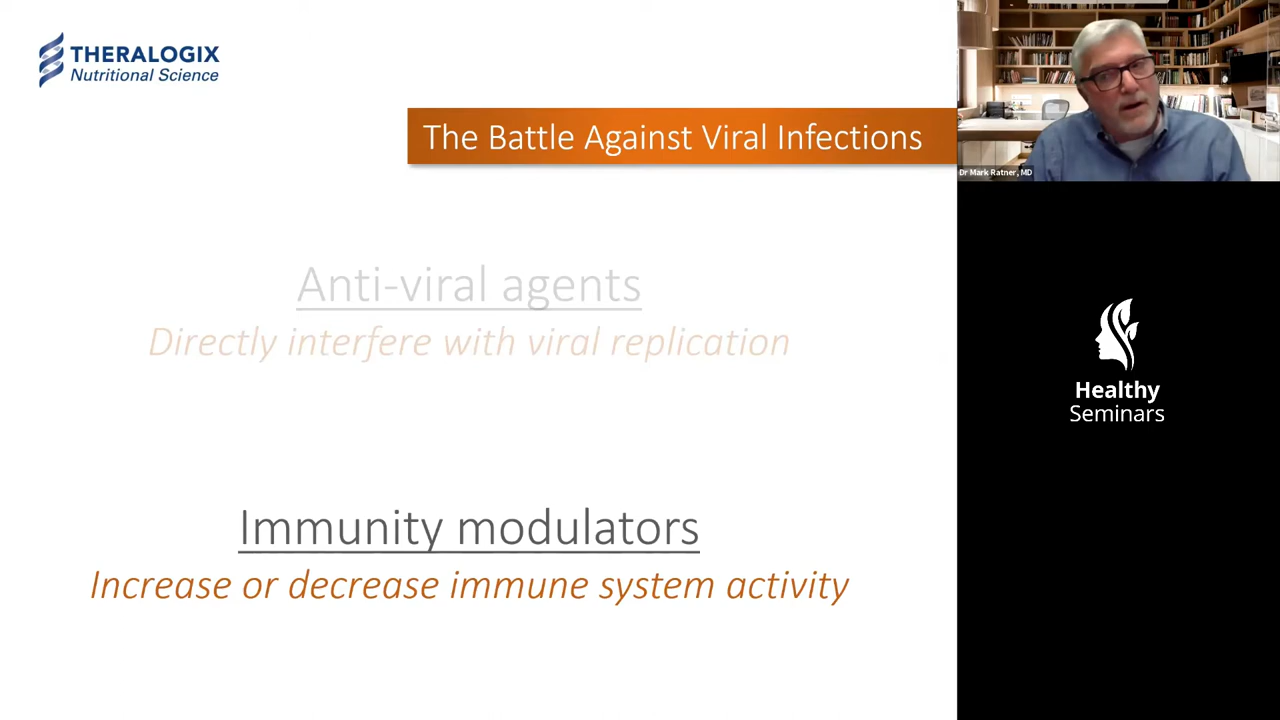 THERALOGIX
Nutritional Science
The Battle Against Viral Infections
Dr Mark Ratner, MD
Anti-viral agents
Directly interfere with viral replication
Healthy
Seminars
Immunity modulators
Increase or decrease immune system activity